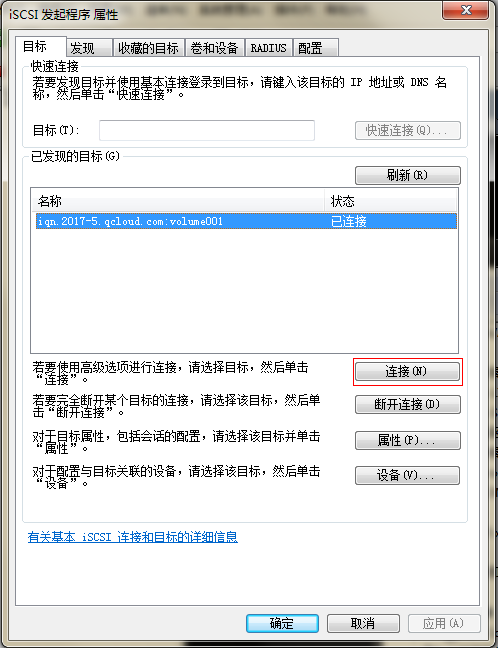 iSCSI 发起程序 属性
目标 发现 收藏的目标 卷和设备 RADIUS 配置
快速连接
若要发现目标并使用基本连接登录到目标，请键入该目标的 IP 地址或 DNS 名
称，然后单击“快速连接”。
目标(T):
快速连接(Q)...
已发现的目标(G)
刷新(R)
名称 状态
iqn.2017-5.qcloud.com:volume001 已连接
若要使用高级选项进行连接，请选择目标，然后单击
“连接”。
连接(N)
若要完全断开某个目标的连接，请选择该目标，然后单
击“断开连接”。
断开连接(D)
对于目标属性，包括会话的配置，请选择该目标并单击
“属性”。
属性(P)...
对于配置与目标关联的设备，请选择该目标，然后单击
“设备”。
设备(V)...
有关基本 iSCSI 连接和目标的详细信息
确定 取消 应用(A)